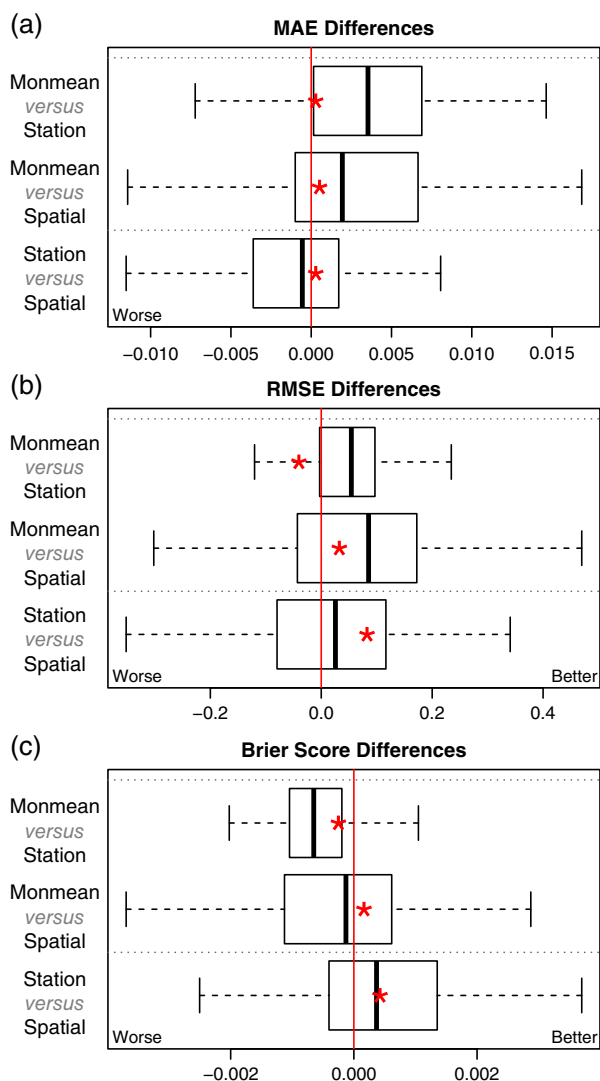 (a)
MAE Differences
Monmean
versus
Station
Monmean
versus
Spatial
Station
versus
Spatial
Worse
−0.010 −0.005 0.000 0.005 0.010 0.015
(b)
RMSE Differences
Monmean
versus
Station
Monmean
versus
Spatial
Station
versus
Spatial
Worse Better
−0.2 0.0 0.2 0.4
(c)
Brier Score Differences
Monmean
versus
Station
Monmean
versus
Spatial
Station
versus
Spatial
Worse Better
−0.002 0.000 0.002